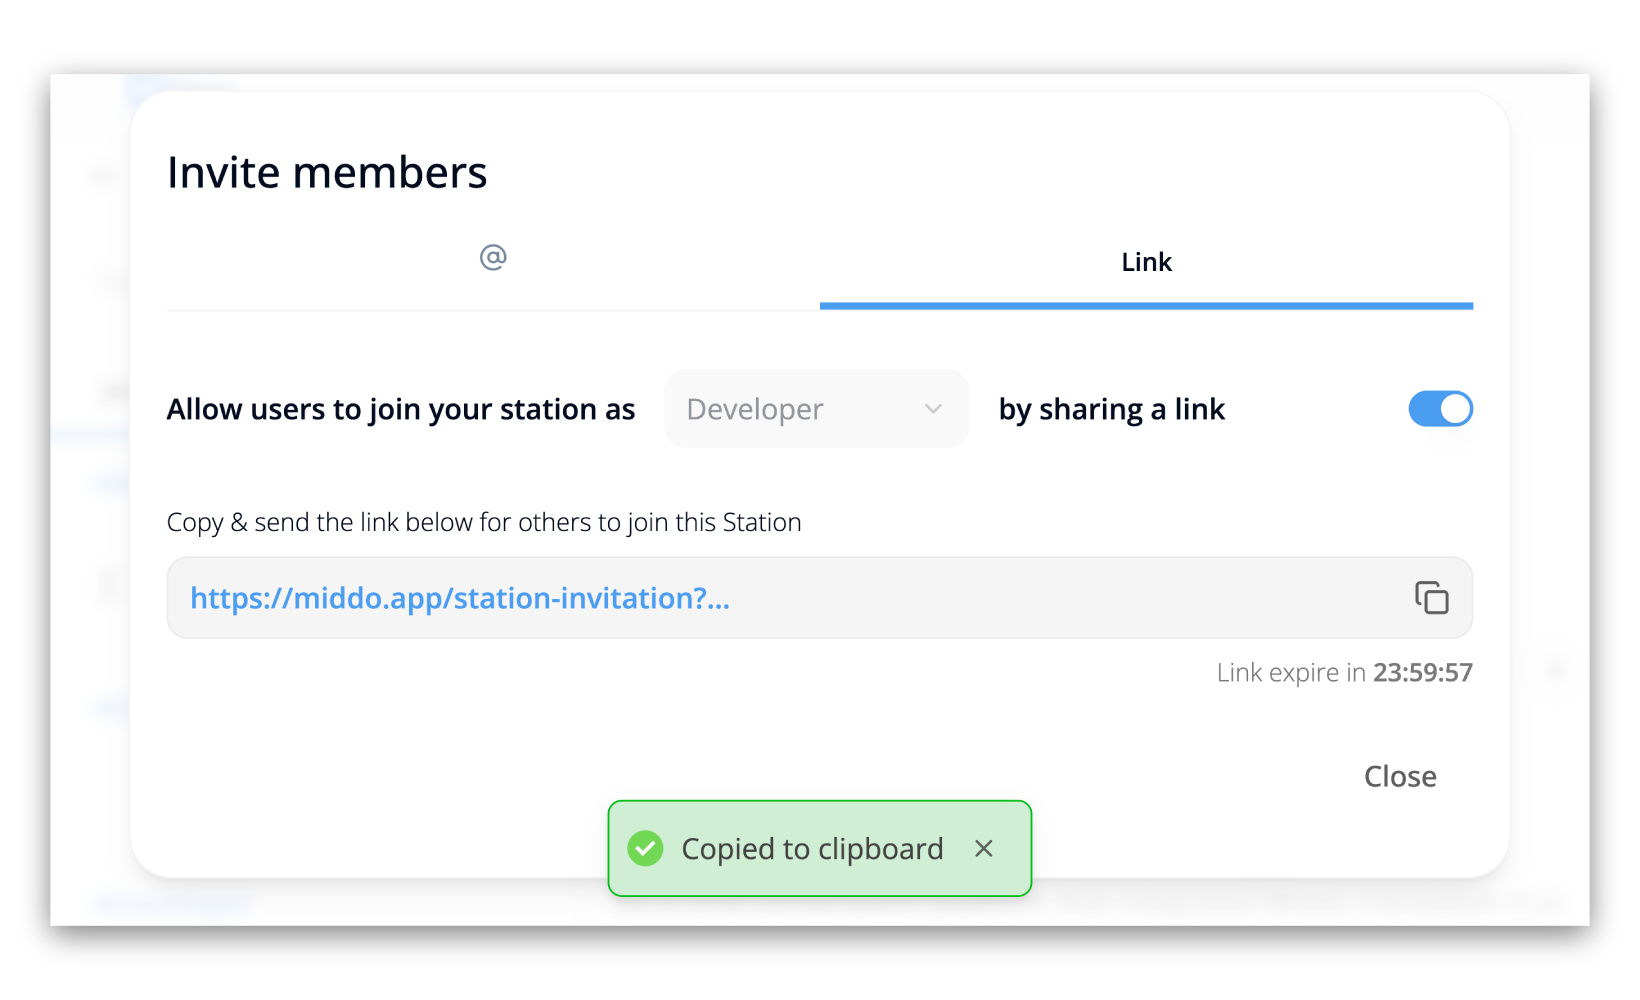 Invite members
@
Link
Allow users to join your station as Developer by sharing a link
Copy & send the link below for others to join this Station
https://middo.app/station-invitation?...
Link expire in 23:59:57
Close
Copied to clipboard